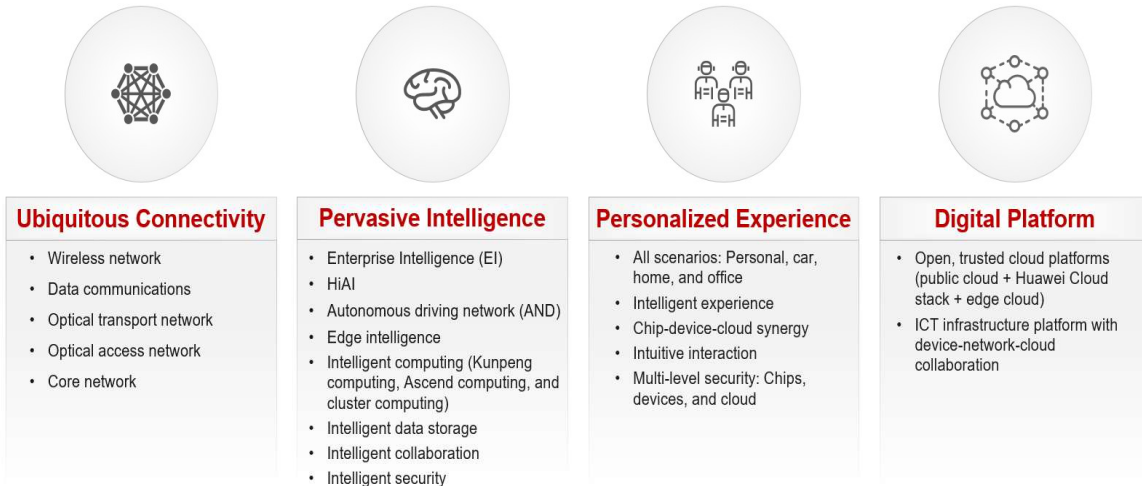 Ubiquitous Connectivity
• Wireless network
• Data communications
• Optical transport network
• Optical access network
• Core network
Pervasive Intelligence
• Enterprise Intelligence (EI)
• HiAI
• Autonomous driving network (AND)
• Edge intelligence
• Intelligent computing (Kunpeng
computing, Ascend computing, and
cluster computing)
• Intelligent data storage
• Intelligent collaboration
• Intelligent security
Personalized Experience
• All scenarios: Personal, car,
home, and office
• Intelligent experience
• Chip-device-cloud synergy
• Intuitive interaction
• Multi-level security: Chips,
devices, and cloud
Digital Platform
• Open, trusted cloud platforms
(public cloud + Huawei Cloud
stack + edge cloud)
• ICT infrastructure platform with
device-network-cloud
collaboration